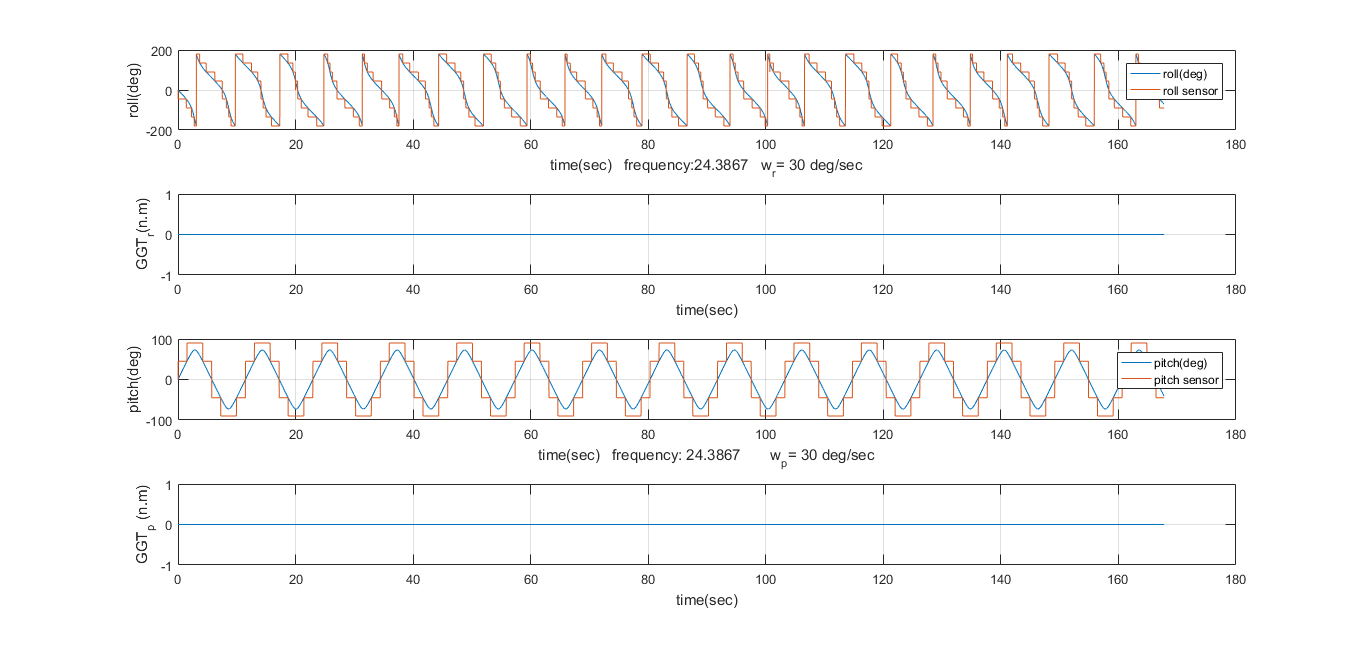 200
0
-200
roll(deg)
roll(deg)
roll sensor
0 20 40 60 80 100 120 140 160 180
time(sec) frequency:24.3867 w_r= 30 deg/sec
1
0
-1
GGT_r(n.m)
0 20 40 60 80 100 120 140 160 180
time(sec)
100
0
-100
pitch(deg)
pitch(deg)
pitch sensor
0 20 40 60 80 100 120 140 160 180
time(sec) frequency: 24.3867 w_p= 30 deg/sec
1
0
-1
GGT_p (n.m)
0 20 40 60 80 100 120 140 160 180
time(sec)